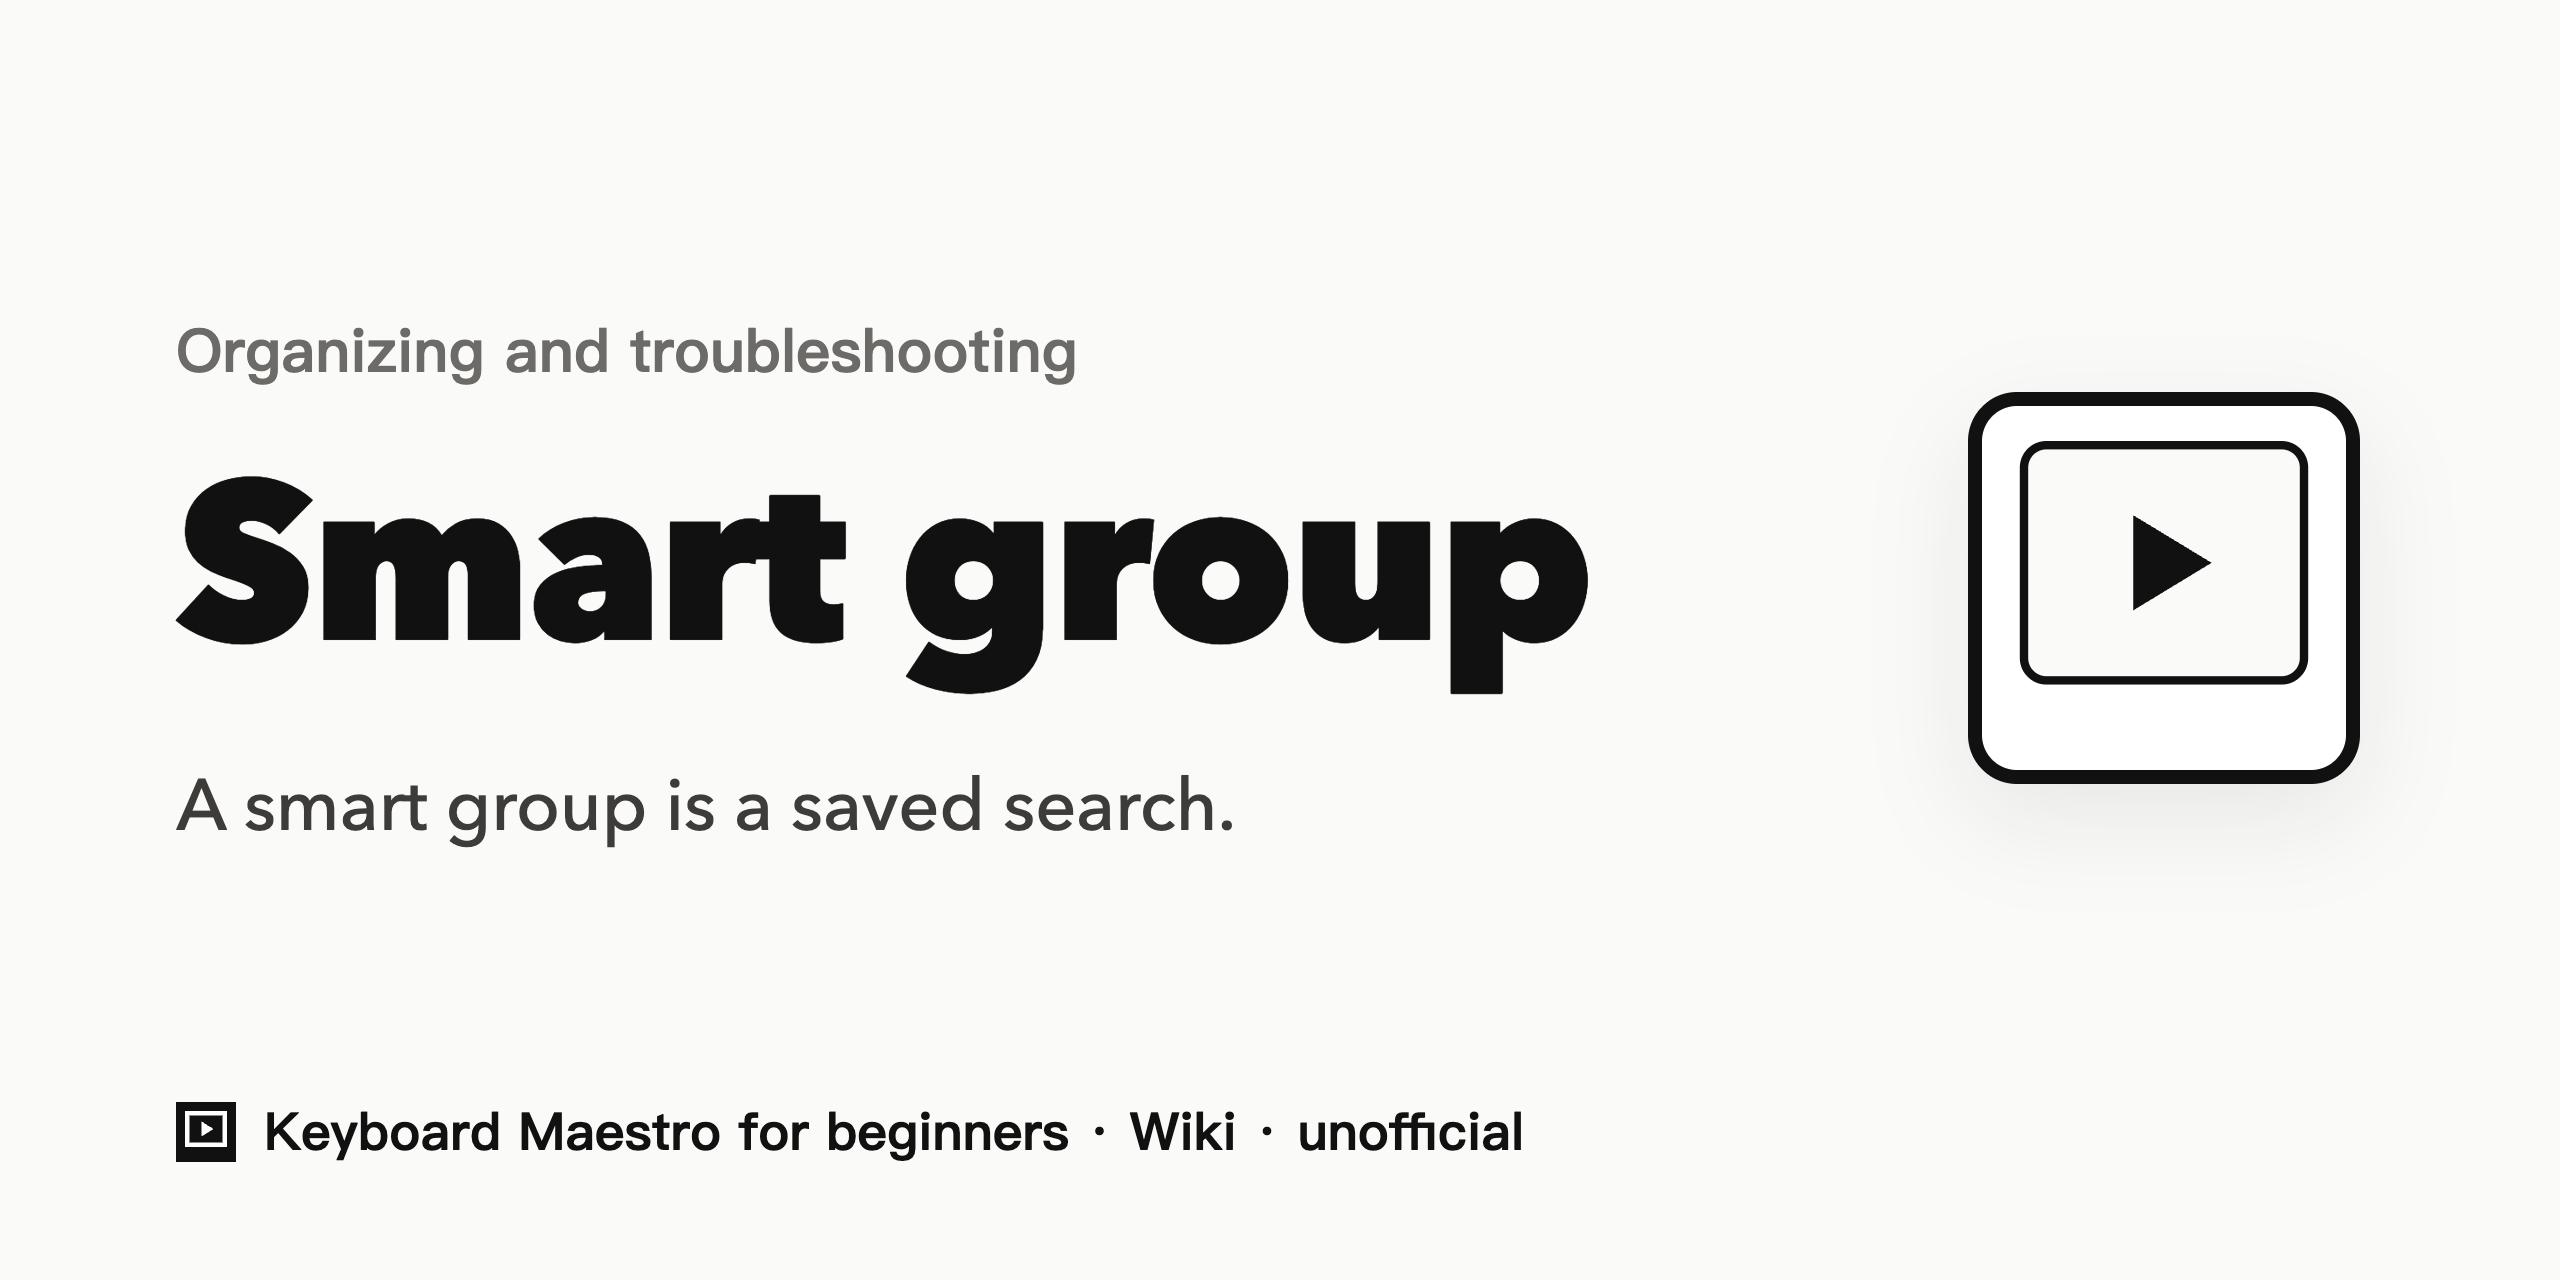 Organizing and troubleshooting
Smart group
A smart group is a saved search.
Keyboard Maestro for beginners · Wiki · unofficial